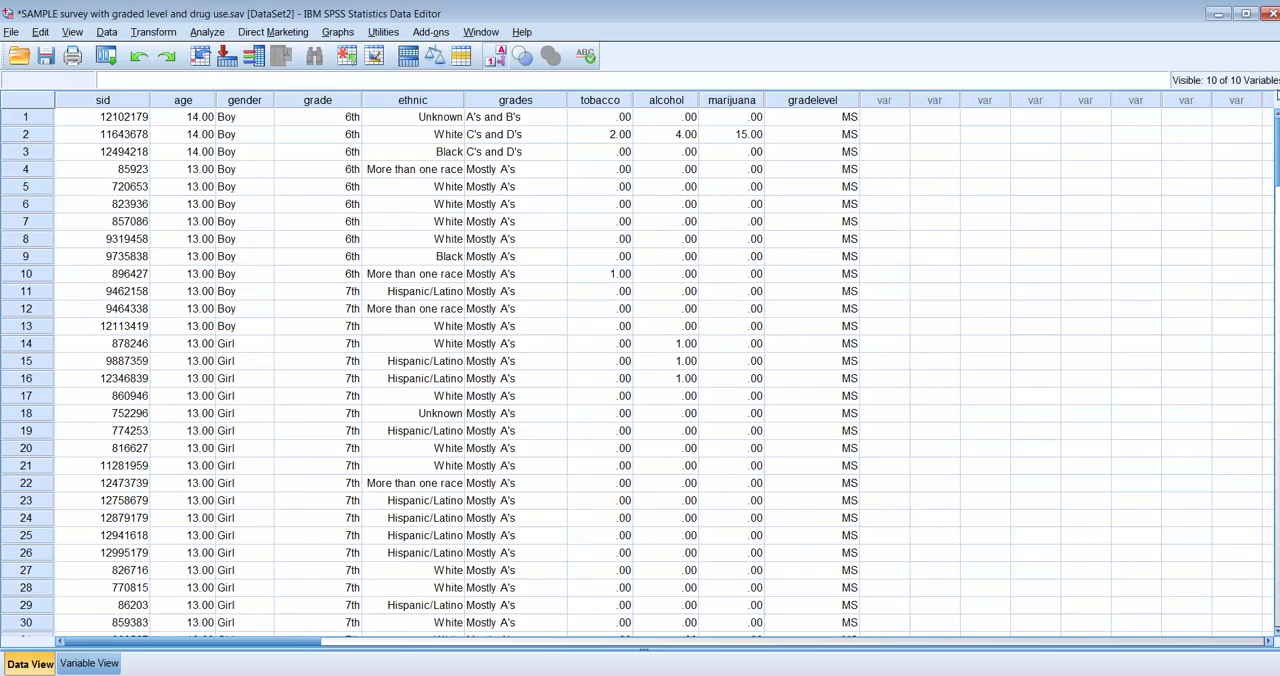 *SAMPLE survey with graded level and drug use.sav [DataSet2] - IBM SPSS Statistics Data Editor
File Edit View Data Transform Analyze Direct Marketing Graphs Utilities Add-ons Window Help
Visible: 10 of 10 Variables
sid age gender grade ethnic grades tobacco alcohol marijuana gradelevel var var var var var var var var
1 12102179 14.00 Boy 6th Unknown A's and B's .00 .00 .00 MS
2 11643678 14.00 Boy 6th White C's and D's 2.00 4.00 15.00 MS
3 12494218 14.00 Boy 6th Black C's and D's .00 .00 .00 MS
4 85923 13.00 Boy 6th More than one race Mostly A's .00 .00 .00 MS
5 720653 13.00 Boy 6th White Mostly A's .00 .00 .00 MS
6 823936 13.00 Boy 6th White Mostly A's .00 .00 .00 MS
7 857086 13.00 Boy 6th White Mostly A's .00 .00 .00 MS
8 9319458 13.00 Boy 6th White Mostly A's .00 .00 .00 MS
9 9735838 13.00 Boy 6th Black Mostly A's .00 .00 .00 MS
10 896427 13.00 Boy 6th More than one race Mostly A's 1.00 .00 .00 MS
11 9462158 13.00 Boy 7th Hispanic/Latino Mostly A's .00 .00 .00 MS
12 9464338 13.00 Boy 7th More than one race Mostly A's .00 .00 .00 MS
13 12113419 13.00 Boy 7th White Mostly A's .00 .00 .00 MS
14 878246 13.00 Girl 7th White Mostly A's .00 1.00 .00 MS
15 9887359 13.00 Girl 7th Hispanic/Latino Mostly A's .00 1.00 .00 MS
16 12346839 13.00 Girl 7th Hispanic/Latino Mostly A's .00 1.00 .00 MS
17 860946 13.00 Girl 7th White Mostly A's .00 .00 .00 MS
18 752296 13.00 Girl 7th Unknown Mostly A's .00 .00 .00 MS
19 774253 13.00 Girl 7th Hispanic/Latino Mostly A's .00 .00 .00 MS
20 816627 13.00 Girl 7th White Mostly A's .00 .00 .00 MS
21 11281959 13.00 Girl 7th White Mostly A's .00 .00 .00 MS
22 12473739 13.00 Girl 7th More than one race Mostly A's .00 .00 .00 MS
23 12758679 13.00 Girl 7th Hispanic/Latino Mostly A's .00 .00 .00 MS
24 12879179 13.00 Girl 7th Hispanic/Latino Mostly A's .00 .00 .00 MS
25 12941618 13.00 Girl 7th Hispanic/Latino Mostly A's .00 .00 .00 MS
26 12995179 13.00 Girl 7th Hispanic/Latino Mostly A's .00 .00 .00 MS
27 826716 13.00 Girl 7th White Mostly A's .00 .00 .00 MS
28 770815 13.00 Girl 7th White Mostly A's .00 .00 .00 MS
29 86203 13.00 Girl 7th Hispanic/Latino Mostly A's .00 .00 .00 MS
30 859383 13.00 Girl 7th White Mostly A's .00 .00 .00 MS
Data View Variable View